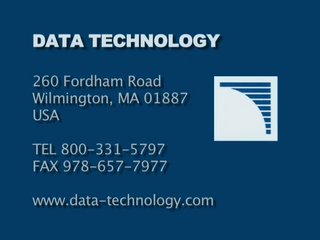 DATA TECHNOLOGY
260 Fordham Road
Wilmington, MA 01887
USA
TEL 800-331-5797
FAX 978-657-7977
www.data-technology.com